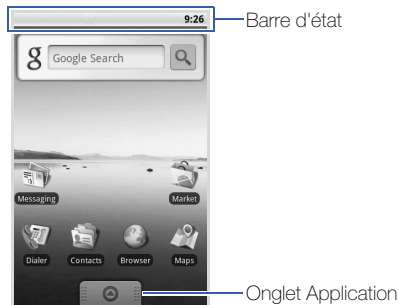 9:26
Barre d'état
g
Google Search
Messaging
Market
Dialer
Contacts
Browser
Maps
Onglet Application